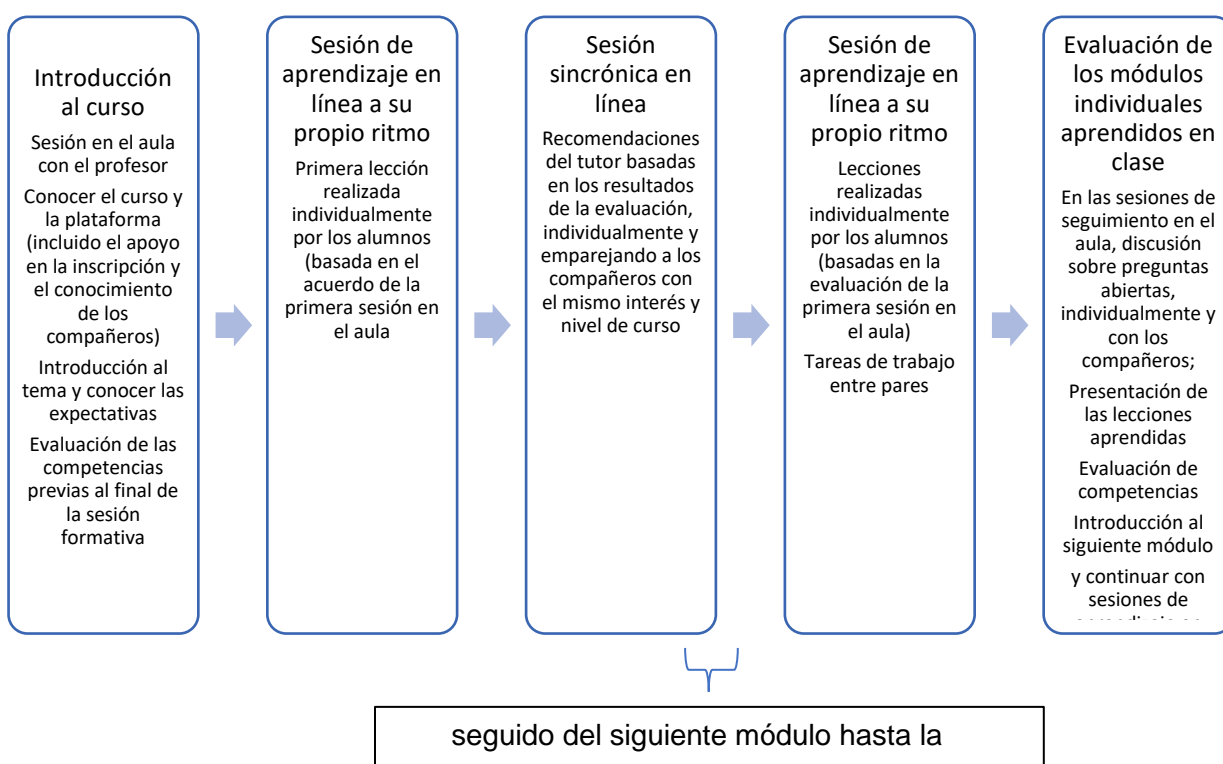 Introducción
al curso
Sesión en el aula
con el profesor
Conocer el curso y
la plataforma
(incluido el apoyo
en la inscripción y
el conocimiento
de los
compañeros)
Introducción al
tema y conocer las
expectativas
Evaluación de las
competencias
previas al final de
la sesión
formativa
Sesión de
aprendizaje en
línea a su
propio ritmo
Primera lección
realizada
individualmente
por los alumnos
(basada en el
acuerdo de la
primera sesión en
el aula
Sesión
sincrónica en
línea
Recomendaciones
del tutor basadas
en los resultados
de la evaluación,
individualmente y
emparejando a los
compañeros con
el mismo interés y
nivel de curso
Sesión de
aprendizaje en
línea a su
propio ritmo
Lecciones
realizadas
individualmente
por los alumnos
(basadas en la
evaluación de la
primera sesión en
el aula)
Tareas de trabajo
entre pares
Evaluación de
los módulos
individuales
aprendidos en
clase
En las sesiones de
seguimiento en el
aula, discusión
sobre preguntas
abiertas,
individualmente y
con los
compañeros;
Presentación de
las lecciones
aprendidas
Evaluación de
competencias
Introducción al
siguiente módulo
y continuar con
sesiones de
seguido del siguiente módulo hasta la